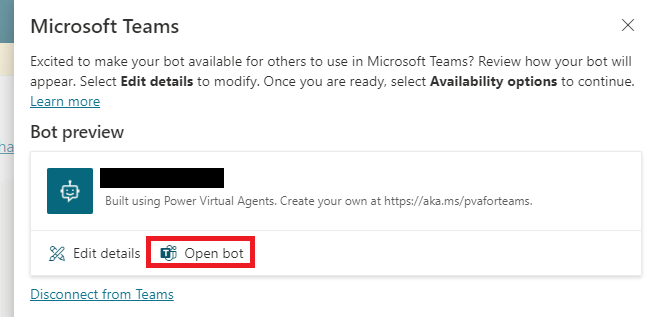 Microsoft Teams
Excited to make your bot available for others to use in Microsoft Teams? Review how your bot will
appear. Select Edit details to modify. Once you are ready, select Availability options to continue.
Learn more
ha
Bot preview
Built using Power Virtual Agents. Create your own at https://aka.ms/pvaforteams.
Edit details
Open bot
Disconnect from Teams